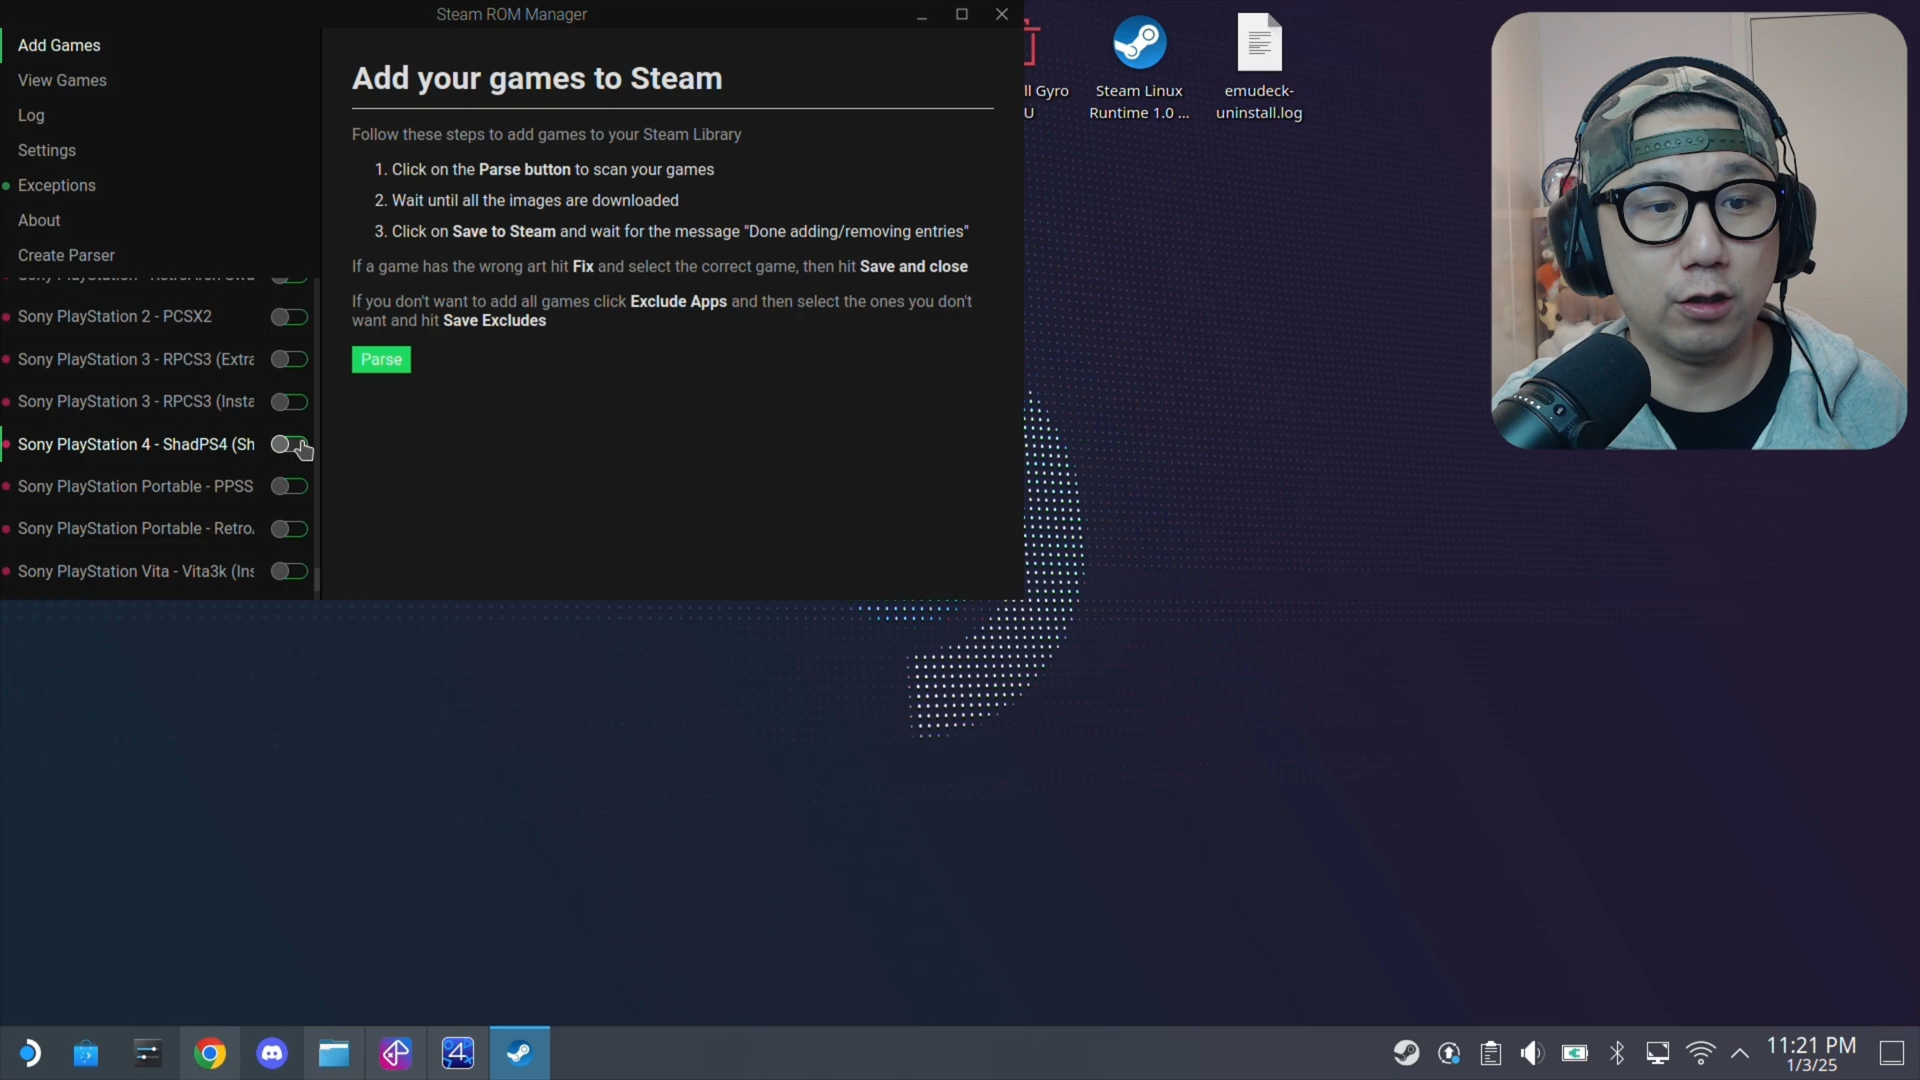 Steam ROM Manager
Add Games
View Games
Log
Settings
Exceptions
About
Create Parser
Sony PlayStation 2 - PCSX2
Sony PlayStation 3 - RPCS3 (Extra
Sony PlayStation 3 - RPCS3 (Insta
Sony PlayStation 4 - ShadPS4 (Sh
Sony PlayStation Portable - PPSS
Sony PlayStation Portable - Retro
Sony PlayStation Vita - Vita3k (Ins
Add your games to Steam
Follow these steps to add games to your Steam Library
1. Click on the Parse button to scan your games
2. Wait until all the images are downloaded
3. Click on Save to Steam and wait for the message "Done adding/removing entries"
If a game has the wrong art hit Fix and select the correct game, then hit Save and close
If you don't want to add all games click Exclude Apps and then select the ones you don't
want and hit Save Excludes
Parse
ll Gyro
U
Steam Linux
Runtime 1.0 ...
emudeck-
uninstall.log
4
11:21 PM
1/3/25